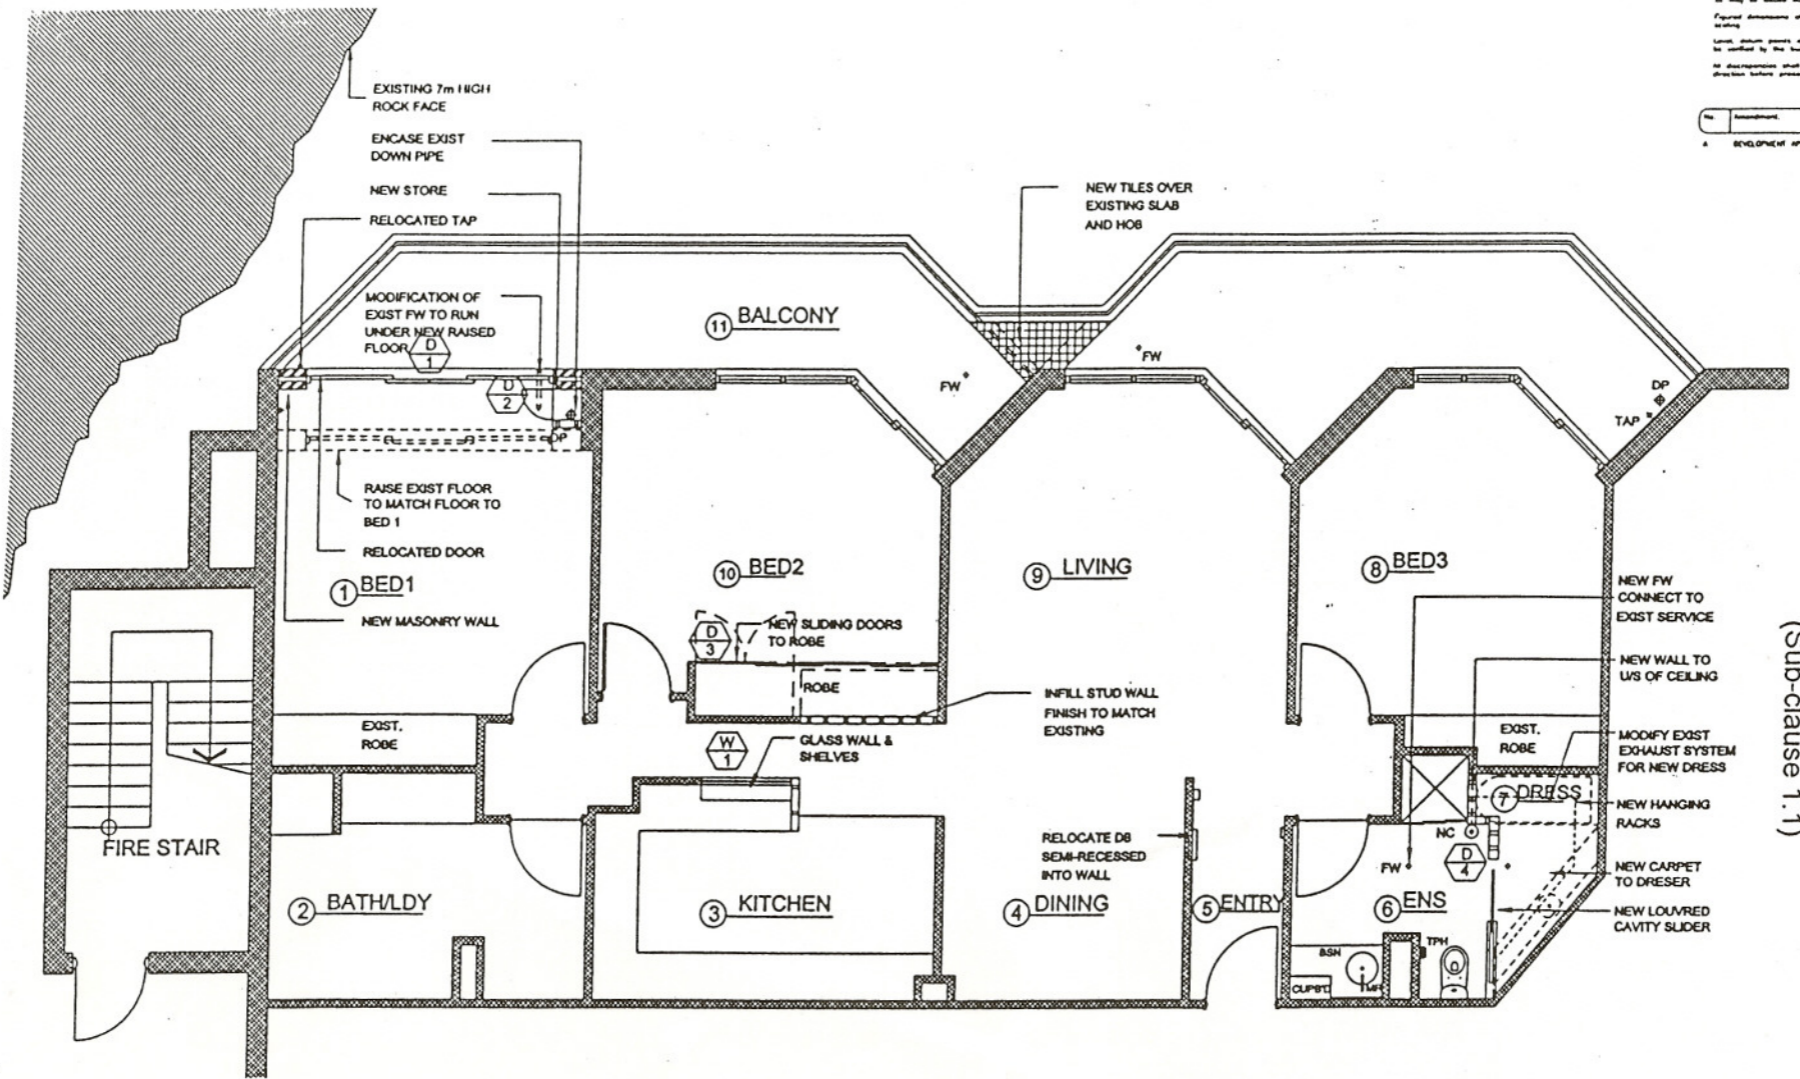 EXISTING 7m HIGH
ROCK FACE
ENCASE EXIST
DOWN PIPE
NEW STORE
RELOCATED TAP
NEW TILES OVER
EXISTING SLAB
AND HOB
No.
Amendment.
A
MODIFICATION OF
EXIST FW TO RUN
UNDER NEW RAISED
FLOOR
D
1
D
2
11 BALCONY
FW
FW
DP
TAP
DP
RAISE EXIST FLOOR
TO MATCH FLOOR TO
BED 1
RELOCATED DOOR
1 BED1
NEW MASONRY WALL
10 BED2
9 LIVING
8 BED3
NEW FW
CONNECT TO
EXIST SERVICE
(Sub-clause 1.1)
D
3
NEW SLIDING DOORS
TO ROBE
ROBE
INFILL STUD WALL
FINISH TO MATCH
EXISTING
NEW WALL TO
U/S OF CEILING
EXIST.
ROBE
W
1
GLASS WALL &
SHELVES
EXIST.
ROBE
MODIFY EXIST
EXHAUST SYSTEM
FOR NEW DRESS
7 DRESS
NEW HANGING
RACKS
FIRE STAIR
RELOCATE DB
SEMI-RECESSED
INTO WALL
NC
D
4
FW
NEW CARPET
TO DRESER
2 BATH/LDY
3 KITCHEN
4 DINING
5 ENTRY
6 ENS
NEW LOUVRED
CAVITY SLIDER
BSN
TPH
CUPBT.